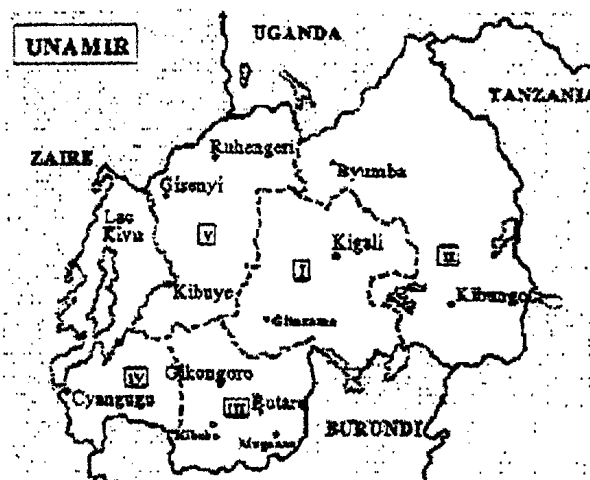 UNAMIR
UGANDA
TANZANIA
Ruhengeri
ZAIRE
Byumba
Gisenyi
Lac
Kivu
V
Kigali
I
II
Kibuye
Kibungo
Gitarama
IV
Gikongoro
Cyangugu
III
Butare
Kibeho
BURUNDI